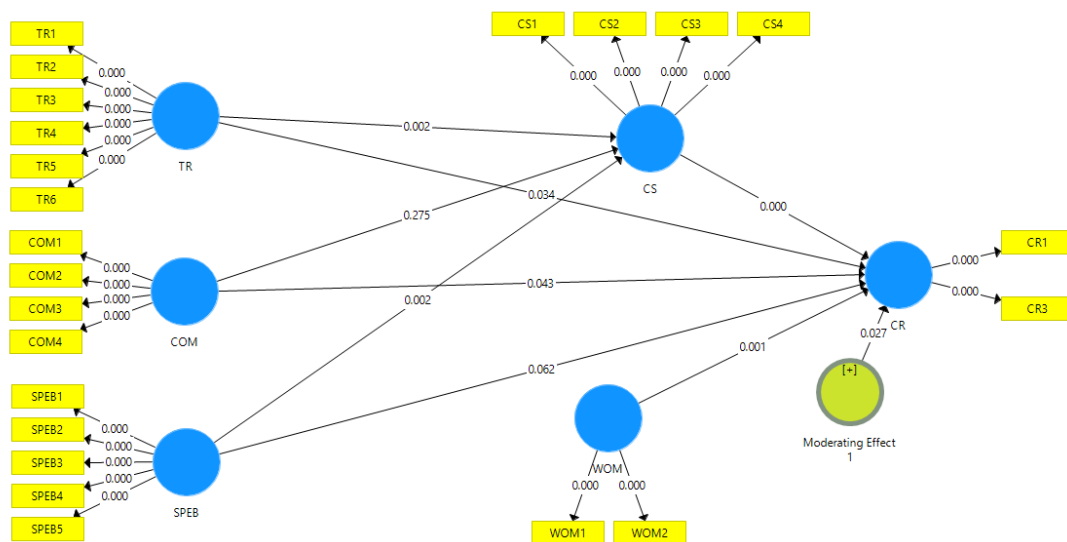 TR1
TR2
TR3
TR4
TR5
TR6
0.000
0.000
0.000
0.000
0.000
0.000
TR
COM1
COM2
COM3
COM4
0.000
0.000
0.000
0.000
COM
SPEB1
SPEB2
SPEB3
SPEB4
SPEB5
0.000
0.000
0.000
0.000
0.000
SPEB
CS1
CS2
CS3
CS4
0.000
0.000
0.000
0.000
CS
0.002
0.034
0.275
0.043
0.002
0.062
0.000
0.001
0.027
CR
0.000
0.000
CR1
CR3
WOM
0.000
0.000
WOM1
WOM2
[+]
Moderating Effect
1